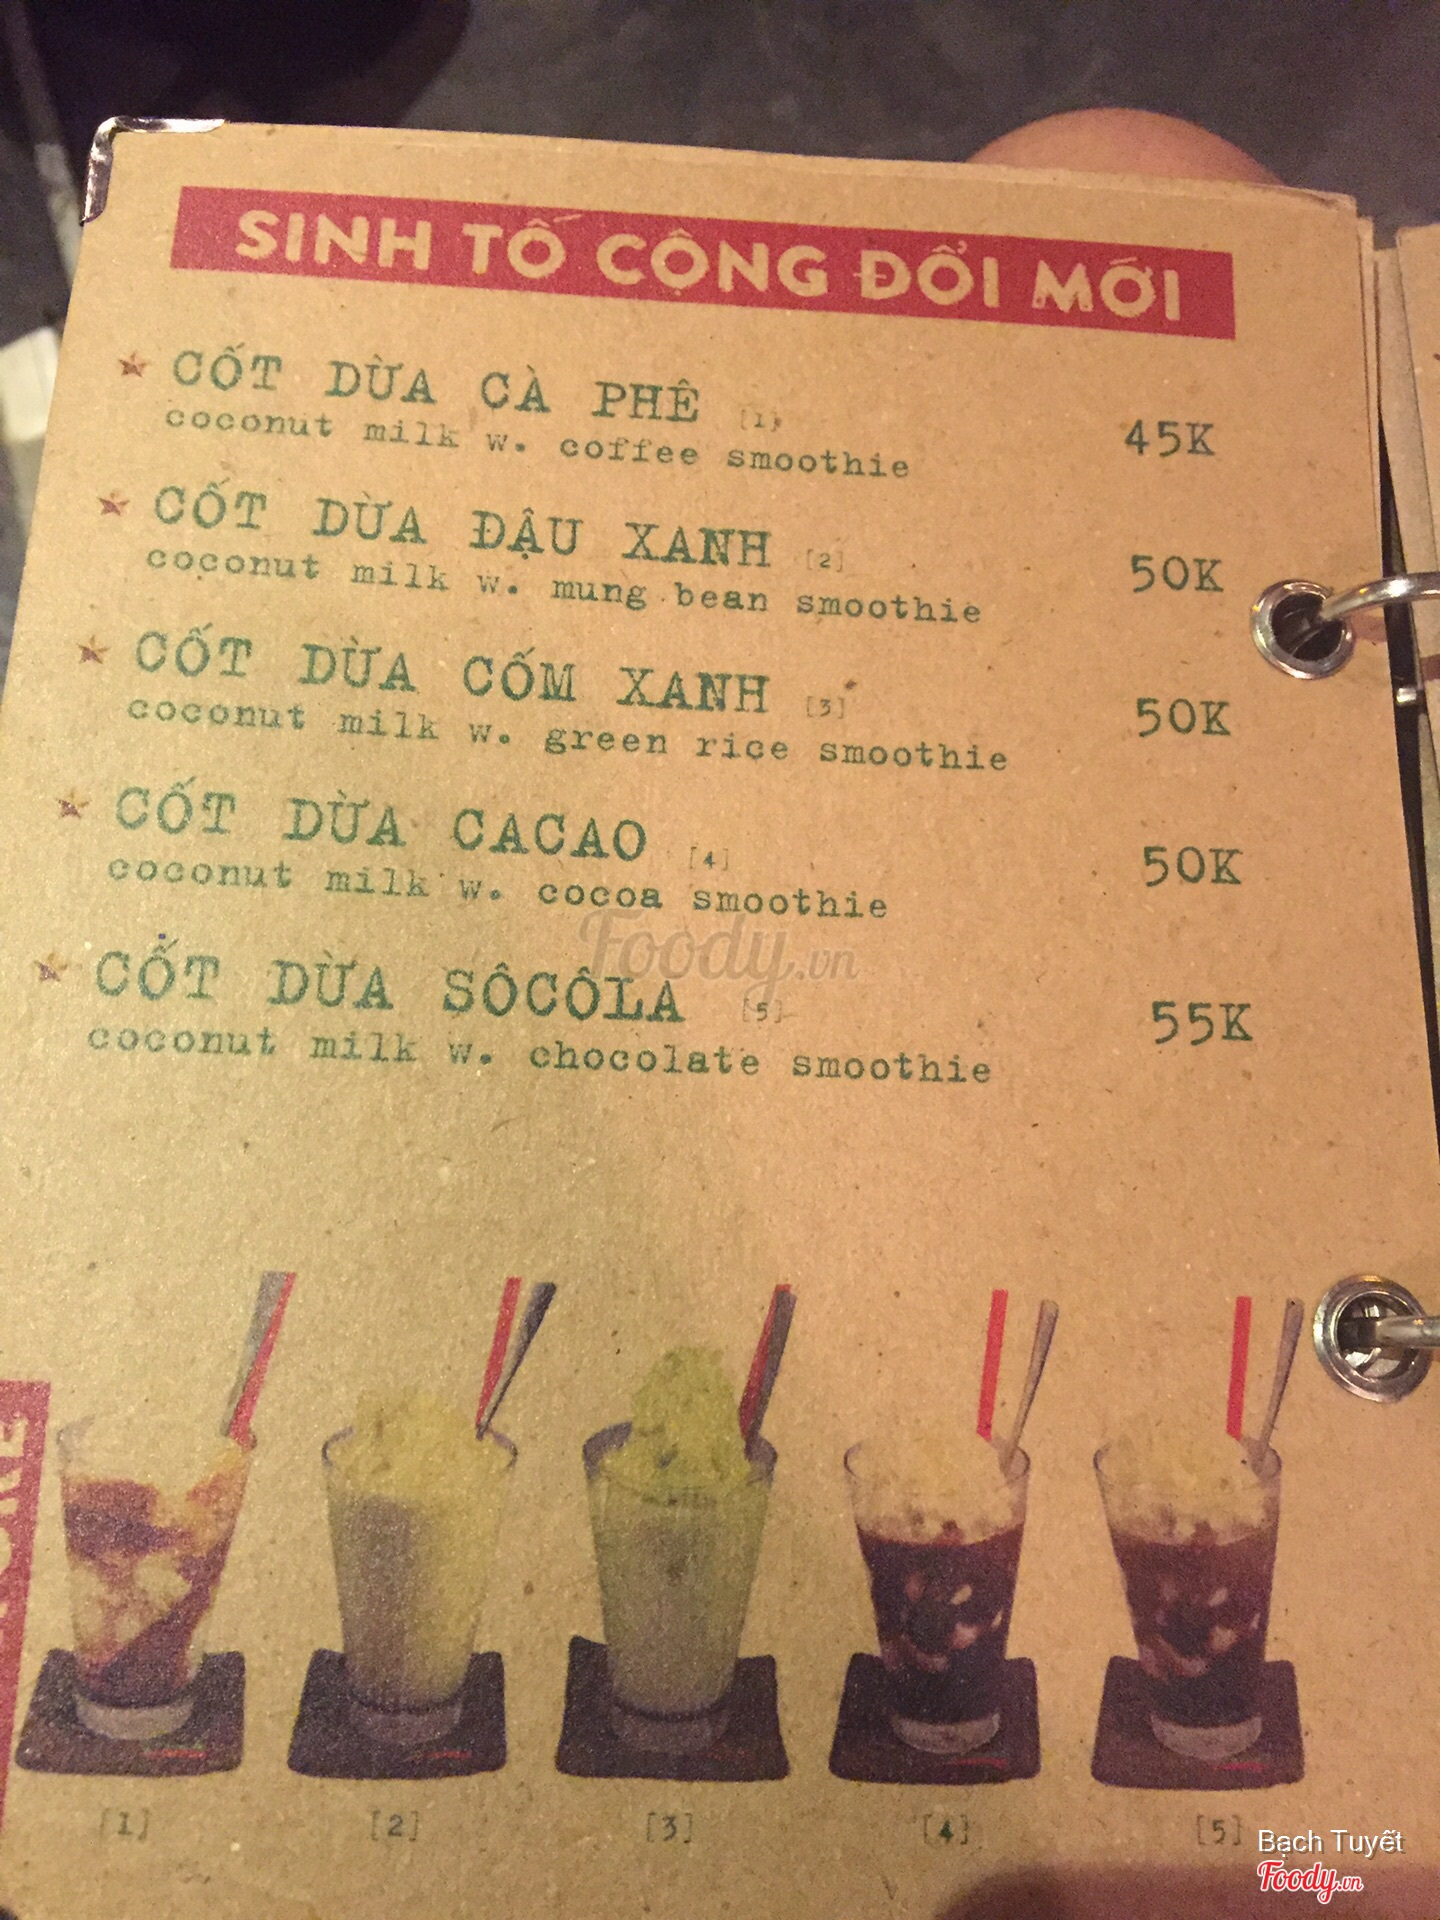 SINH TỐ CỘNG ĐỔI MỚI
CỐT DỪA CÀ PHÊ [1] 45K
coconut milk w. coffee smoothie
CỐT DỪA ĐẬU XANH [2] 50K
coconut milk w. mung bean smoothie
CỐT DỪA CỐM XANH [3] 50K
coconut milk w. green rice smoothie
CỐT DỪA CACAO [4] 50K
coconut milk w. cocoa smoothie
Foody.vn
CỐT DỪA SÔCÔLA [5] 55K
coconut milk w. chocolate smoothie
[1] [2] [3] [4] [5]
Bạch Tuyết
Foody.vn